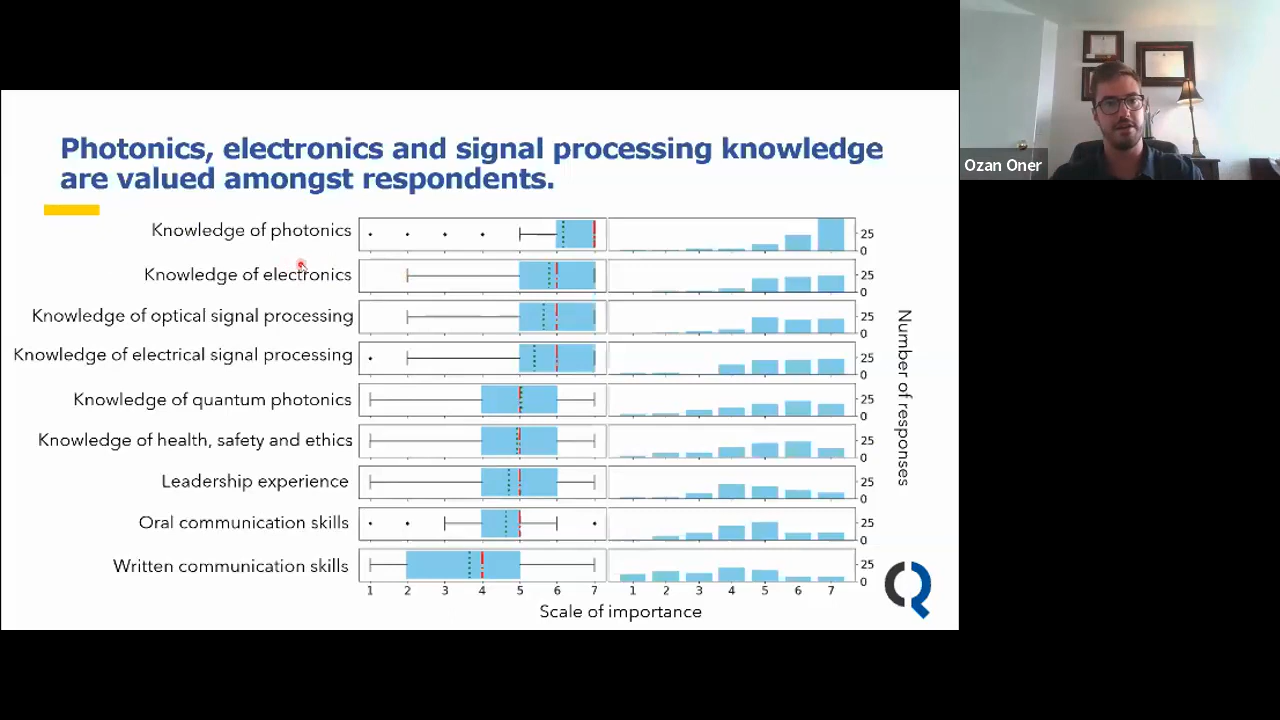 Ozan Oner
Photonics, electronics and signal processing knowledge
are valued amongst respondents.
Knowledge of photonics
25
0
Knowledge of electronics
25
0
Knowledge of optical signal processing
25
0
Knowledge of electrical signal processing
25
0
Knowledge of quantum photonics
25
0
Knowledge of health, safety and ethics
25
0
Leadership experience
25
0
Oral communication skills
25
0
Written communication skills
25
0
1 2 3 4 5 6 7 1 2 3 4 5 6 7
Scale of importance
Number of responses